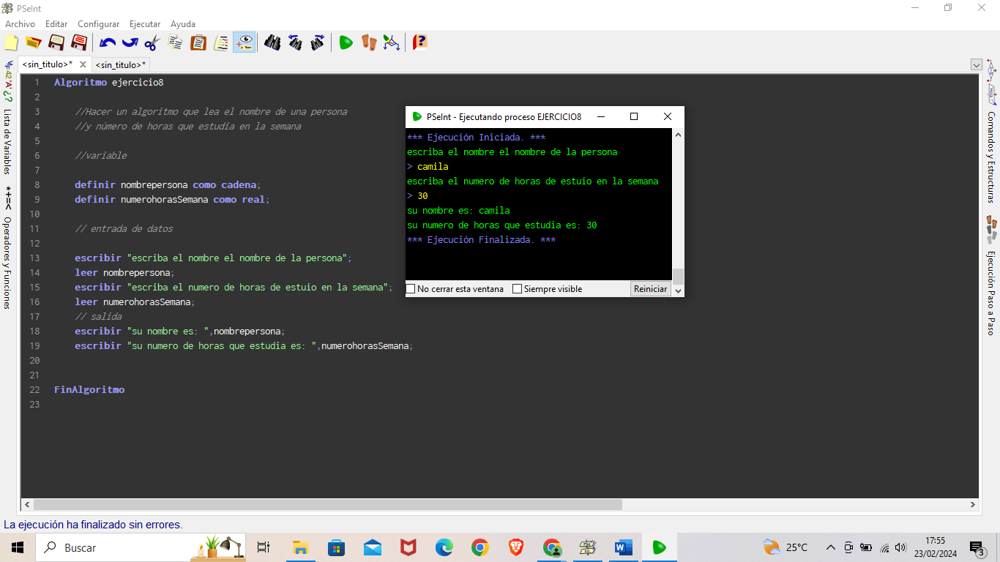 PSeInt
Archivo Editar Configurar Ejecutar Ayuda
<sin_titulo>* X <sin_titulo>*
1 Algoritmo ejercicio8
2
3 //Hacer un algoritmo que lea el nombre de una persona
4 //y número de horas que estudia en la semana
5
6 //variable
7
8 definir nombrepersona como cadena;
9 definir numerohorasSemana como real;
10
11 // entrada de datos
12
13 escribir "escriba el nombre el nombre de la persona";
14 leer nombrepersona;
15 escribir "escriba el numero de horas de estuio en la semana";
16 leer numerohorasSemana;
17 // salida
18 escribir "su nombre es: ",nombrepersona;
19 escribir "su numero de horas que estudia es: ",numerohorasSemana;
20
21
22 FinAlgoritmo
23
PSeInt - Ejecutando proceso EJERCICIO8
*** Ejecución Iniciada. ***
escriba el nombre el nombre de la persona
> camila
escriba el numero de horas de estuio en la semana
> 30
su nombre es: camila
su numero de horas que estudia es: 30
*** Ejecución Finalizada. ***
No cerrar esta ventana Siempre visible Reiniciar
Lista de Variables
*+=<
Operadores y Funciones
Comandos y Estructuras
Ejecución Paso a Paso
La ejecución ha finalizado sin errores.
Buscar
25°C
17:55
23/02/2024
3